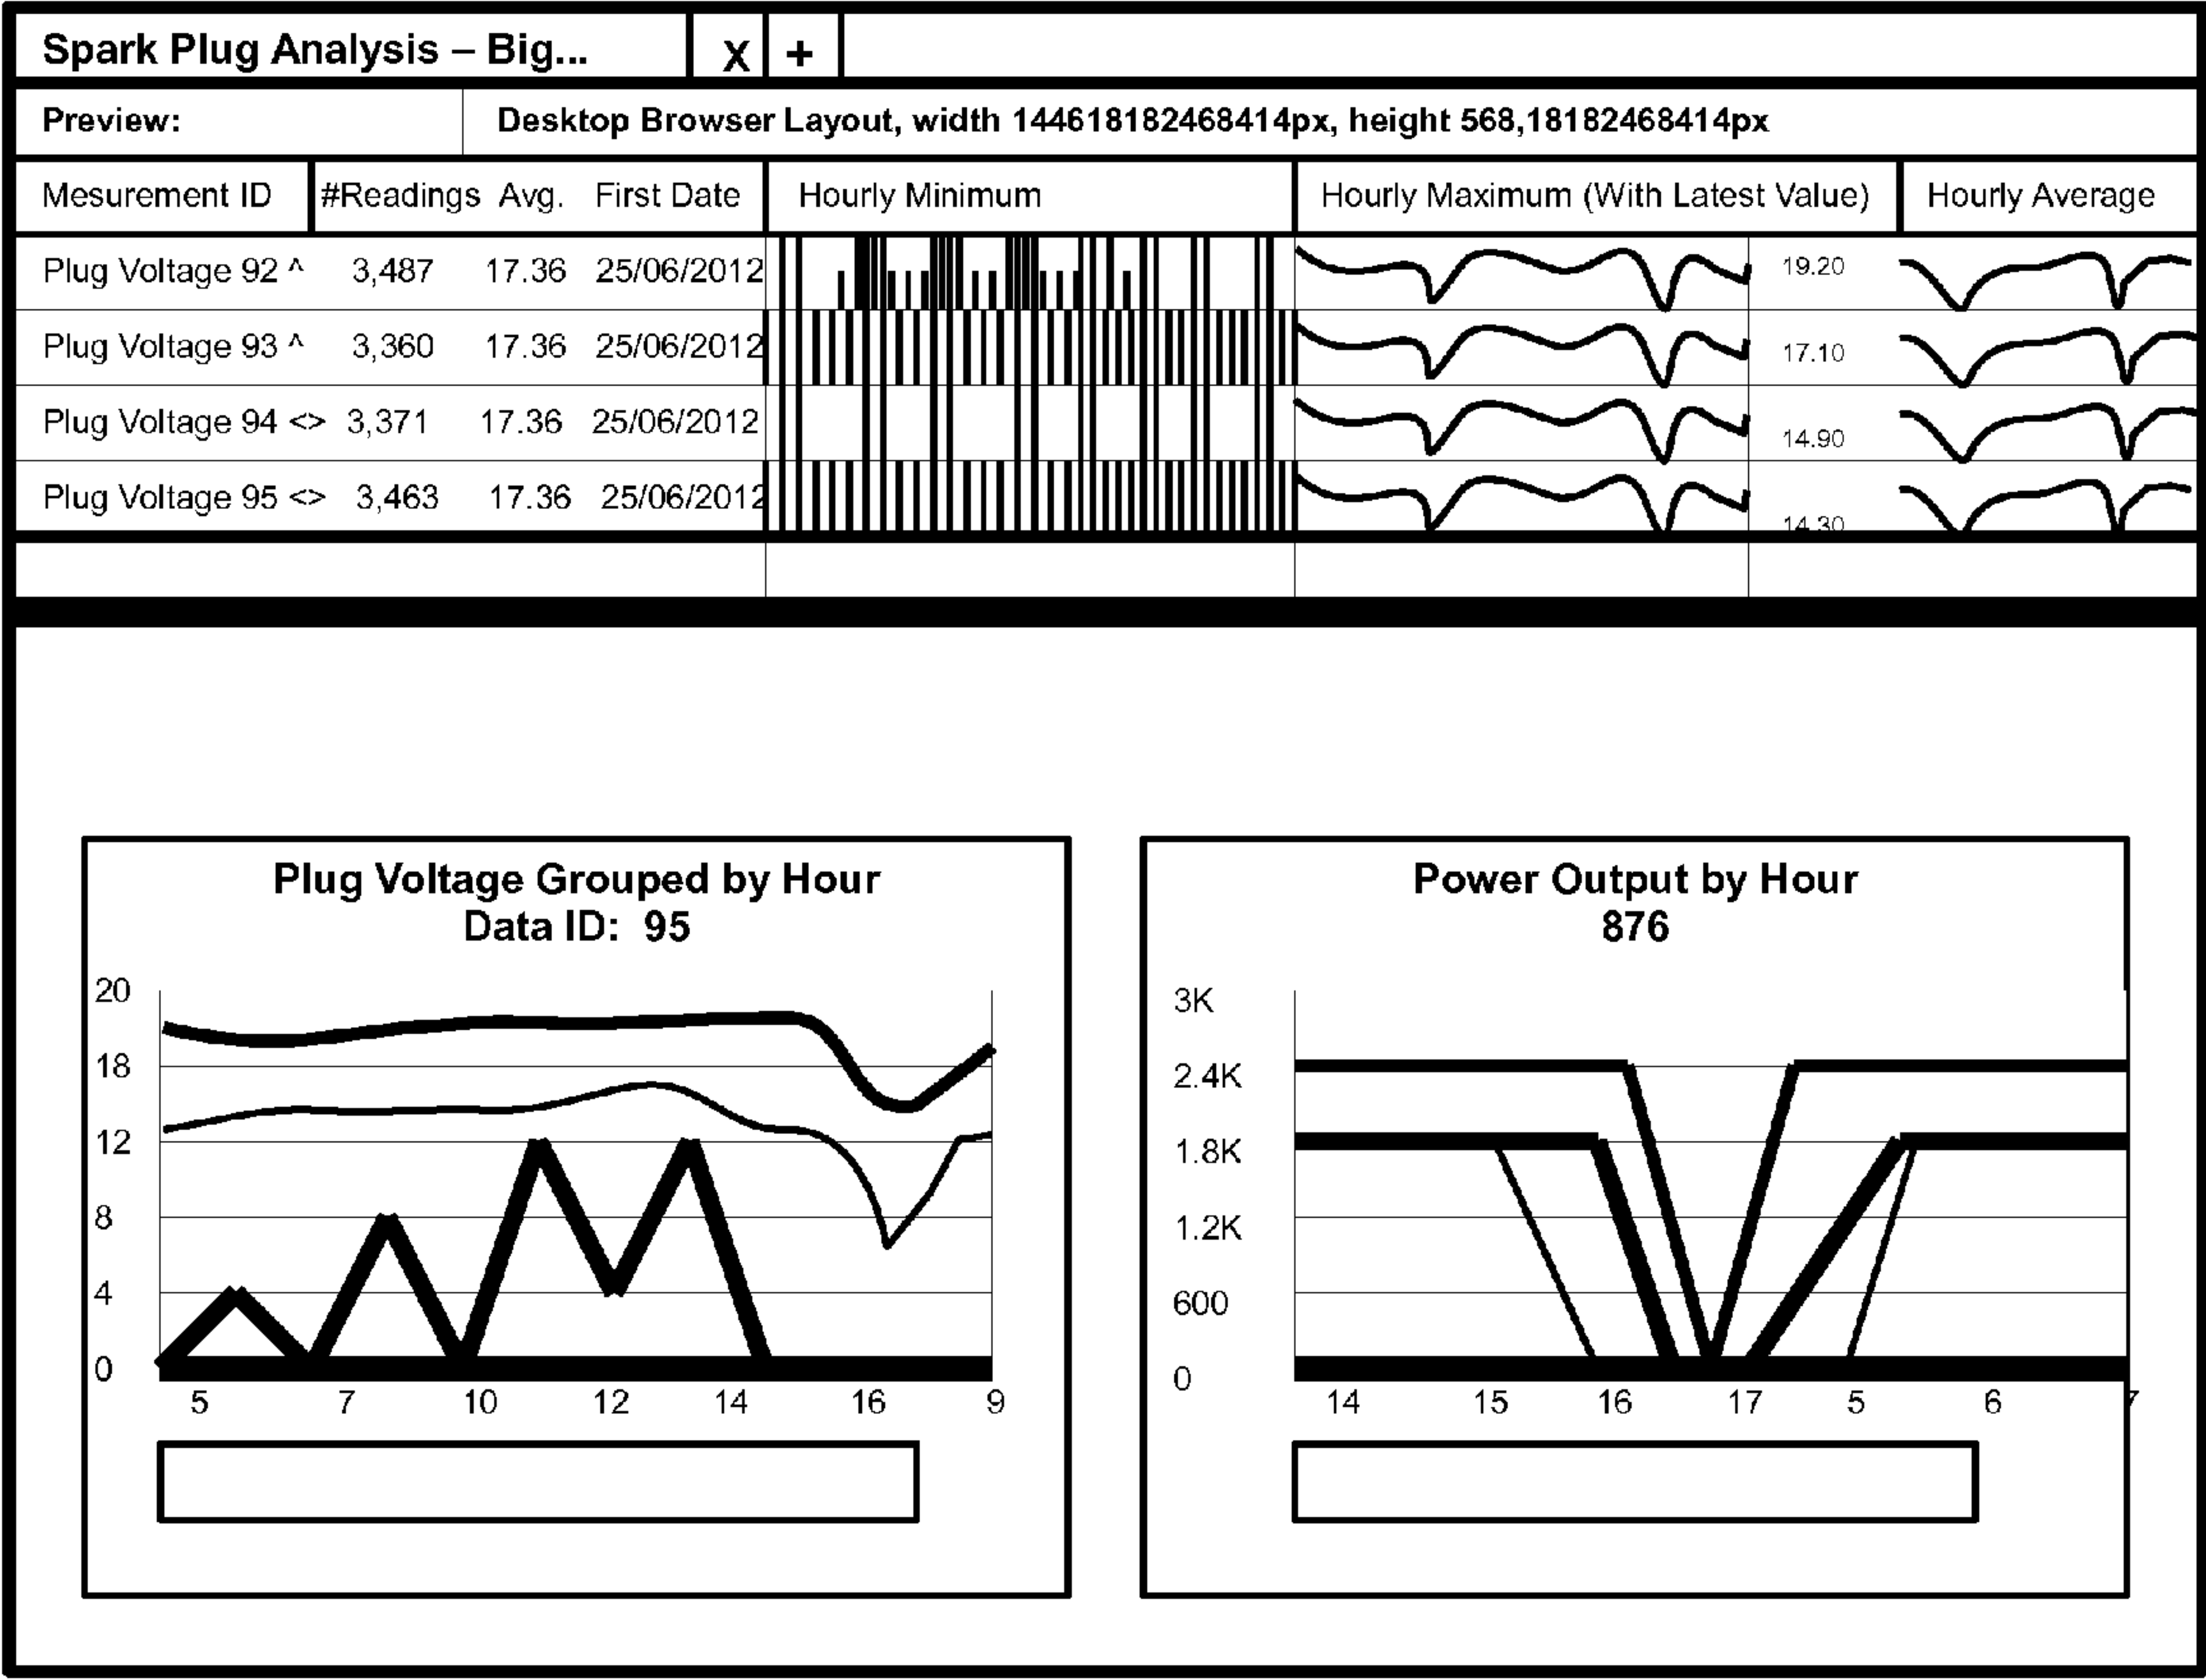 Spark Plug Analysis – Big... X +
Preview: Desktop Browser Layout, width 144618182468414px, height 568,18182468414px
Mesurement ID #Readings Avg. First Date Hourly Minimum Hourly Maximum (With Latest Value) Hourly Average
Plug Voltage 92 ^ 3,487 17.36 25/06/2012 19.20
Plug Voltage 93 ^ 3,360 17.36 25/06/2012 17.10
Plug Voltage 94 <> 3,371 17.36 25/06/2012 14.90
Plug Voltage 95 <> 3,463 17.36 25/06/2012 14.30
Plug Voltage Grouped by Hour
Data ID: 95
20
18
12
8
4
0
5 7 10 12 14 16 9
Power Output by Hour
876
3K
2.4K
1.8K
1.2K
600
0
14 15 16 17 5 6 7